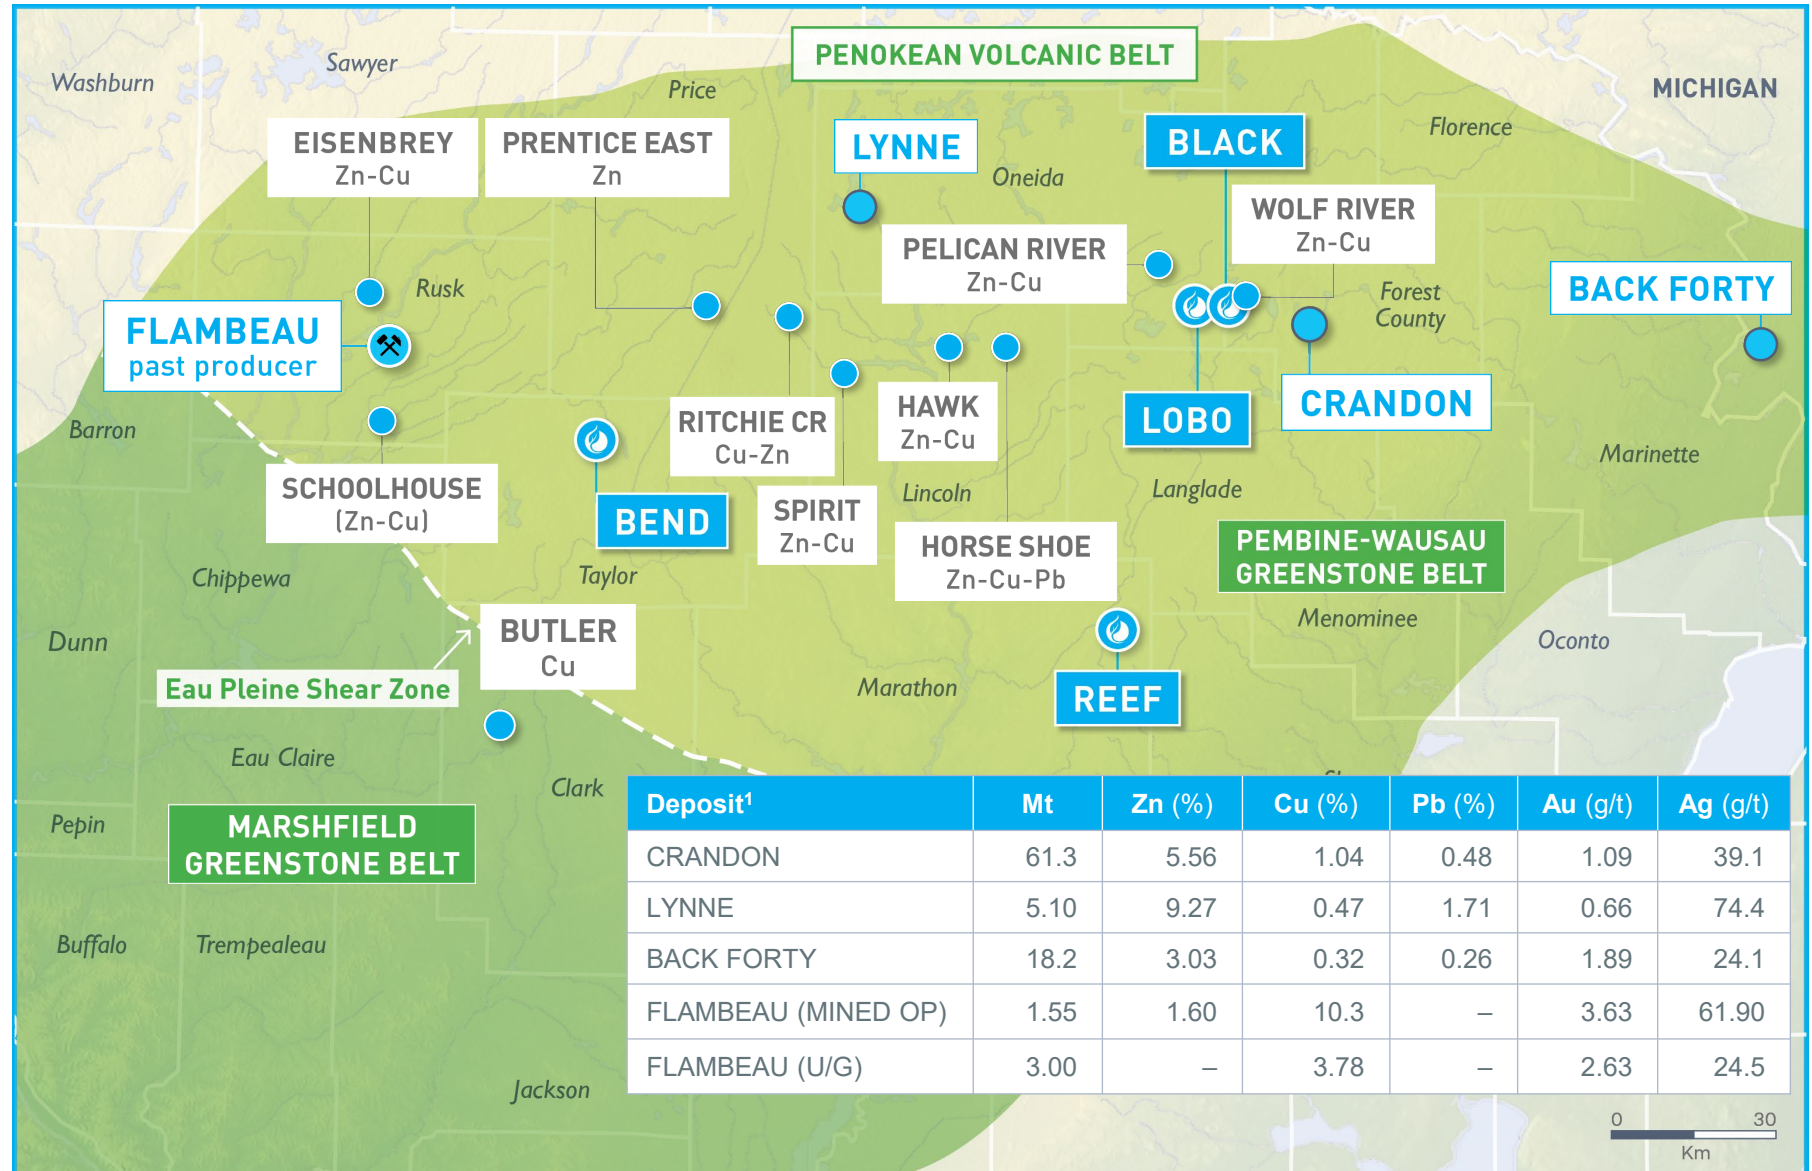 PENOKEAN VOLCANIC BELT
Washburn
Sawyer
Price
MICHIGAN
Florence
EISENBREY
Zn-Cu
PRENTICE EAST
Zn
LYNNE
Oneida
BLACK
WOLF RIVER
Zn-Cu
PELICAN RIVER
Zn-Cu
Rusk
Forest
County
BACK FORTY
FLAMBEAU
past producer
Barron
RITCHIE CR
Cu-Zn
HAWK
Zn-Cu
LOBO
CRANDON
Marinette
SCHOOLHOUSE
(Zn-Cu)
BEND
SPIRIT
Zn-Cu
Lincoln
Langlade
HORSE SHOE
Zn-Cu-Pb
PEMBINE-WAUSAU
GREENSTONE BELT
Chippewa
Taylor
Menominee
Dunn
BUTLER
Cu
Oconto
Eau Pleine Shear Zone
Marathon
REEF
Eau Claire
Clark
Pepin
MARSHFIELD
GREENSTONE BELT
Buffalo
Trempealeau
Jackson
Deposit¹ Mt Zn (%) Cu (%) Pb (%) Au (g/t) Ag (g/t)
CRANDON 61.3 5.56 1.04 0.48 1.09 39.1
LYNNE 5.10 9.27 0.47 1.71 0.66 74.4
BACK FORTY 18.2 3.03 0.32 0.26 1.89 24.1
FLAMBEAU (MINED OP) 1.55 1.60 10.3 – 3.63 61.90
FLAMBEAU (U/G) 3.00 – 3.78 – 2.63 24.5
0 30
Km